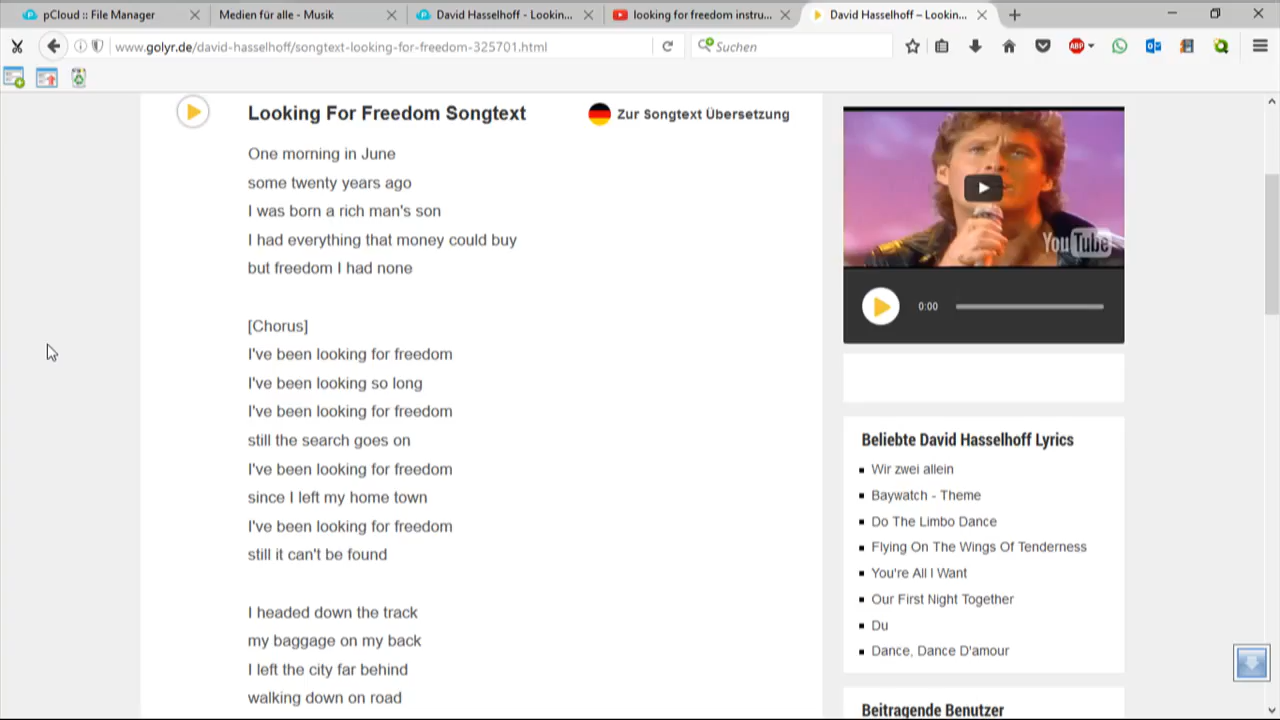 pCloud :: File Manager
Medien für alle - Musik
David Hasselhoff - Lookin...
looking for freedom instru...
David Hasselhoff – Lookin...
www.golyr.de/david-hasselhoff/songtext-looking-for-freedom-325701.html
Suchen
ABP
Looking For Freedom Songtext
Zur Songtext Übersetzung
One morning in June
some twenty years ago
I was born a rich man's son
I had everything that money could buy
but freedom I had none
[Chorus]
I've been looking for freedom
I've been looking so long
I've been looking for freedom
still the search goes on
I've been looking for freedom
since I left my home town
I've been looking for freedom
still it can't be found
I headed down the track
my baggage on my back
I left the city far behind
walking down on road
YouTube
0:00
Beliebte David Hasselhoff Lyrics
Wir zwei allein
Baywatch - Theme
Do The Limbo Dance
Flying On The Wings Of Tenderness
You're All I Want
Our First Night Together
Du
Dance, Dance D'amour
Beitragende Benutzer